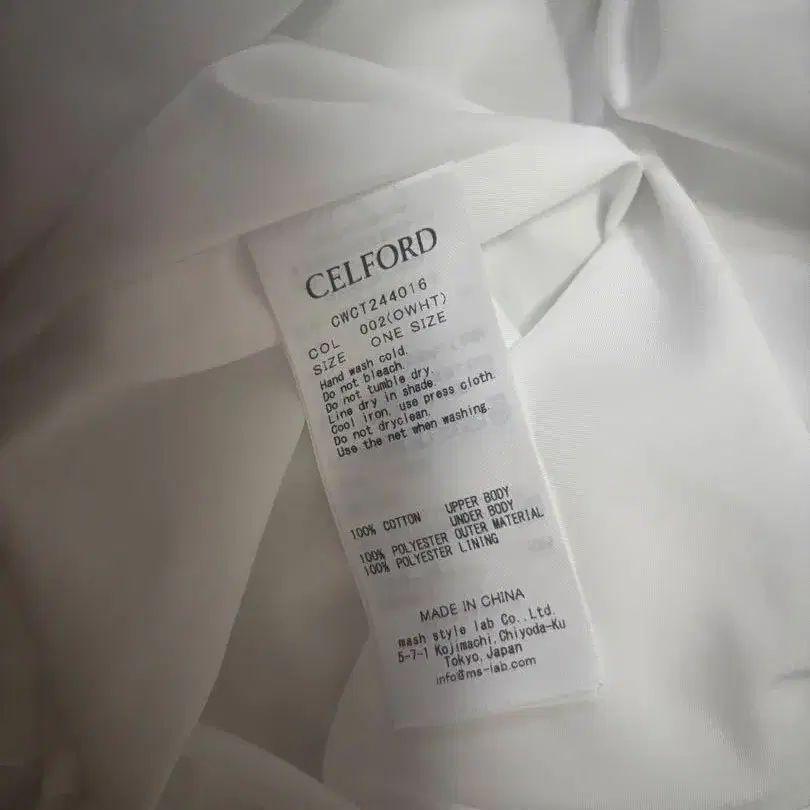 CELFORD
CWCT244016
COL 002(OWHT)
SIZE ONE SIZE
Hand wash cold.
Do not bleach.
Do not tumble dry.
Line dry in shade.
Cool iron, use press cloth.
Do not dryclean.
Use the net when washing.
UPPER BODY
100% COTTON
UNDER BODY
100% POLYESTER OUTER MATERIAL
100% POLYESTER LINING
MADE IN CHINA
mash style lab Co.,Ltd.
5-7-1 Kojimachi,Chiyoda-Ku
Tokyo,Japan
info@ms-lab.com